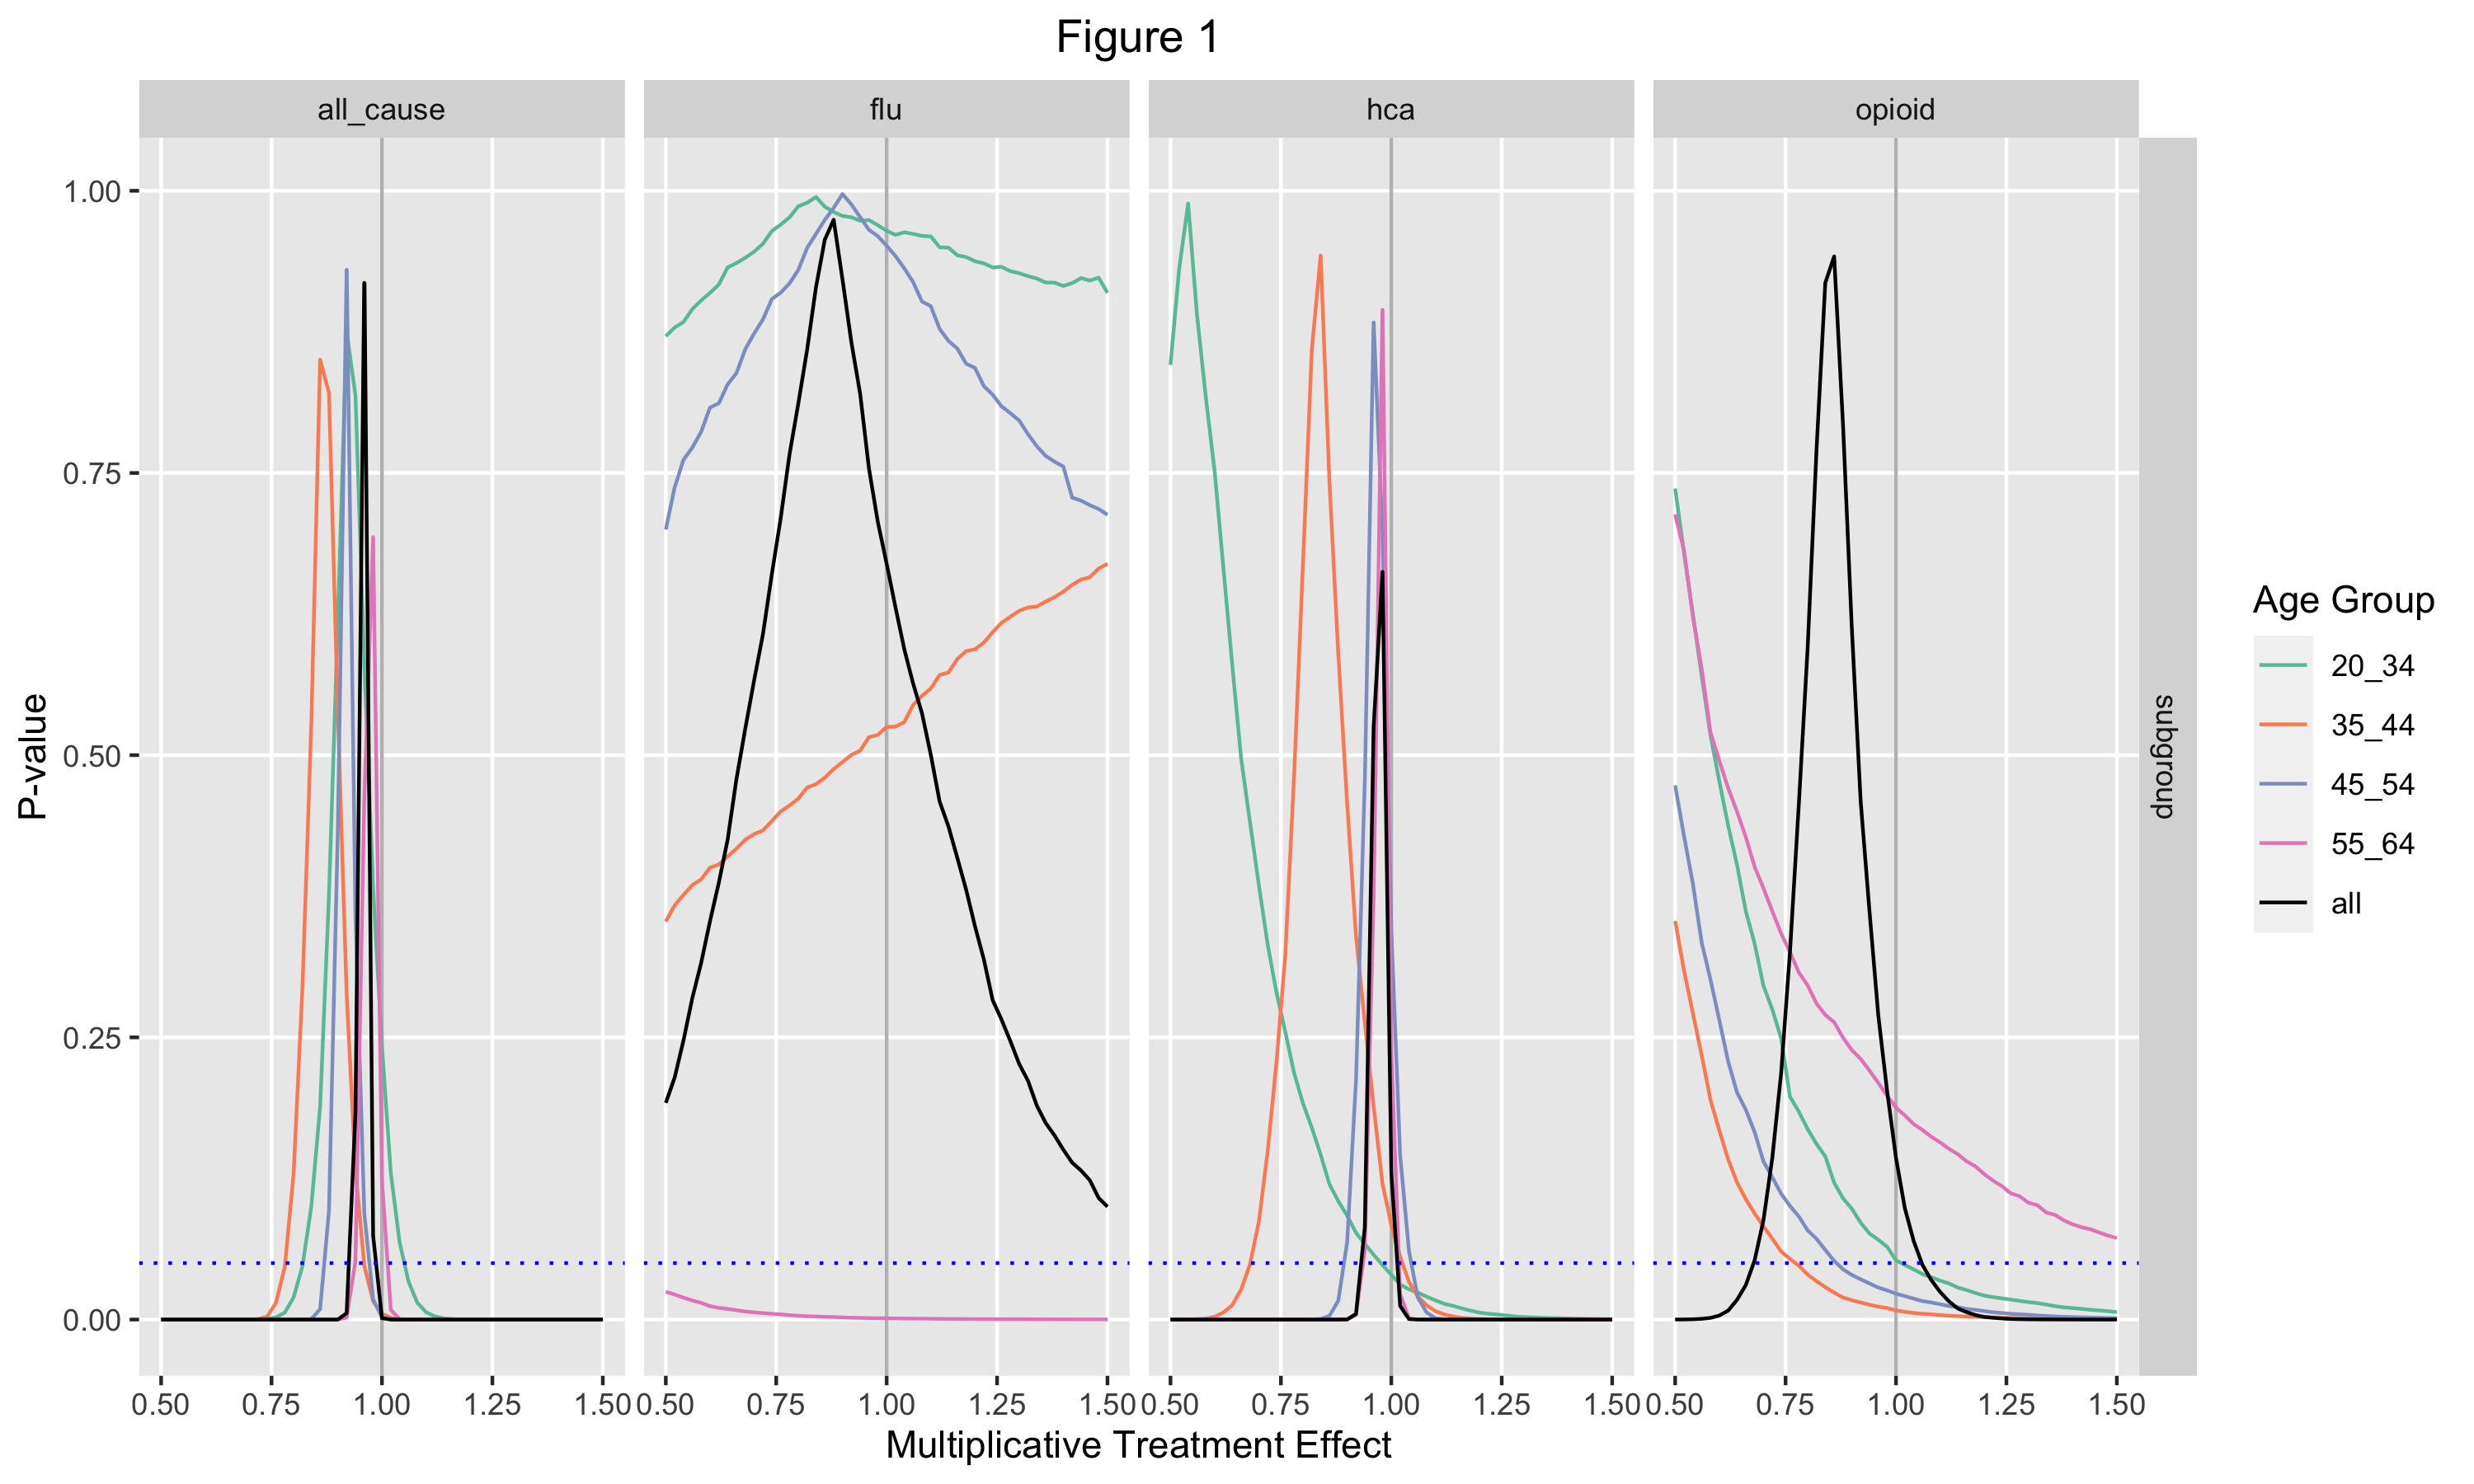 Figure 1
all_cause flu hca opioid
1.00
0.75
0.50
0.25
0.00
P-value
subgroup
0.50 0.75 1.00 1.25 1.50 0.50 0.75 1.00 1.25 1.50 0.50 0.75 1.00 1.25 1.50 0.50 0.75 1.00 1.25 1.50
Multiplicative Treatment Effect
Age Group
20_34
35_44
45_54
55_64
all